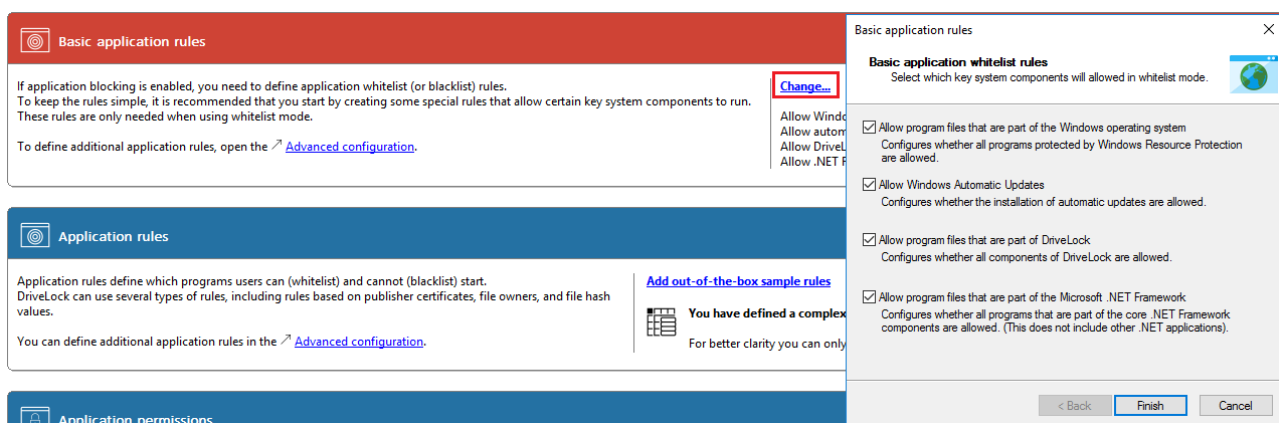 Basic application rules
If application blocking is enabled, you need to define application whitelist (or blacklist) rules.
To keep the rules simple, it is recommended that you start by creating some special rules that allow certain key system components to run.
These rules are only needed when using whitelist mode.
To define additional application rules, open the Advanced configuration.
Change...
Allow
Allow
Allow
Allow .NET
Application rules
Application rules define which programs users can (whitelist) and cannot (blacklist) start.
DriveLock can use several types of rules, including rules based on publisher certificates, file owners, and file hash
values.
You can define additional application rules in the Advanced configuration.
Add out-of-the-box sample rules
You have defined a complex
For better clarity you can only
Application permissions
Basic application rules
Basic application whitelist rules
Select which key system components will allowed in whitelist mode.
Allow program files that are part of the Windows operating system
Configures whether all programs protected by Windows Resource Protection
are allowed.
Allow Windows Automatic Updates
Configures whether the installation of automatic updates are allowed.
Allow program files that are part of DriveLock
Configures whether all components of DriveLock are allowed.
Allow program files that are part of the Microsoft .NET Framework
Configures whether all programs that are part of the core .NET Framework
components are allowed. (This does not include other .NET applications).
< Back
Finish
Cancel